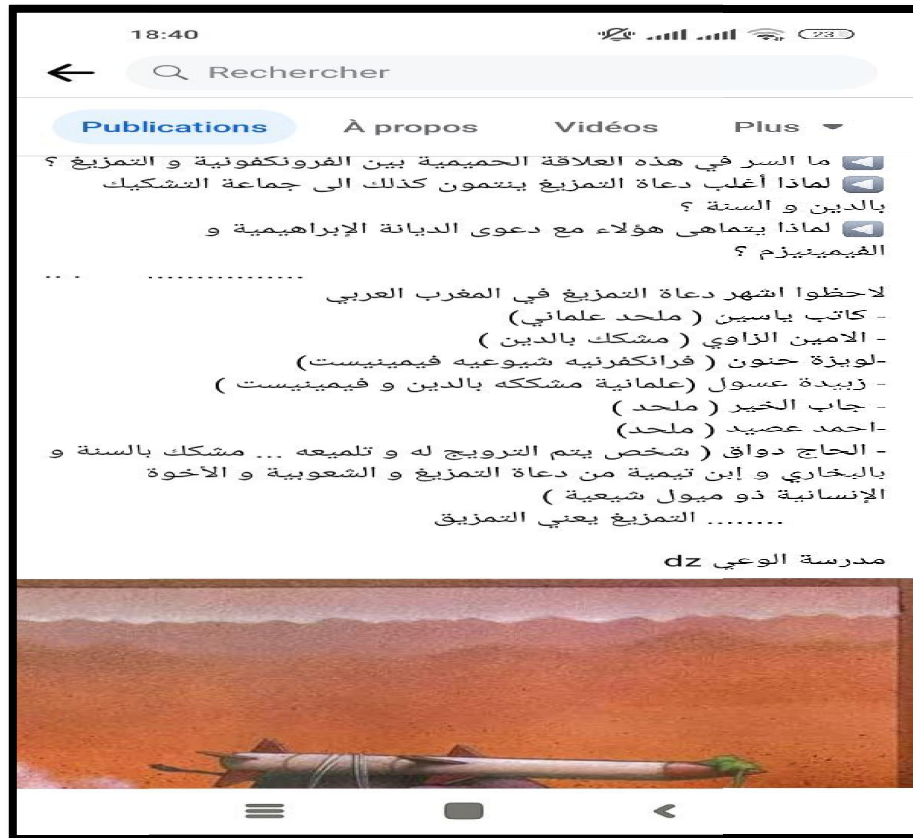 18:40
23
Rechercher
Publications À propos Vidéos Plus
ما السر في هذه العلاقة الحميمية بين الفرونكفونية و التمزيغ ؟
لماذا أغلب دعاة التمزيغ ينتمون كذلك الى جماعة التشكيك
بالدين و السنة ؟
لماذا يتماهى هؤلاء مع دعوى الديانة الإبراهيمية و
الفيمينيزم ؟
................ . ..
لاحظوا اشهر دعاة التمزيغ في المغرب العربي
- كاتب ياسين ( ملحد علماني)
- الامين الزاوي ( مشكك بالدين )
-لويزة حنون ( فرانكفرنيه شيوعيه فيمينيست)
- زبيدة عسول (علمانية مشككه بالدين و فيمينيست )
- جاب الخير ( ملحد )
-احمد عصيد ( ملحد)
- الحاج دواق ( شخص يتم الترويج له و تلميعه ... مشكك بالسنة و
بالبخاري و إبن تيمية من دعاة التمزيغ و الشعوبية و الأخوة
الإنسانية ذو ميول شيعية )
........ التمزيغ يعني التمزيق
مدرسة الوعي dz